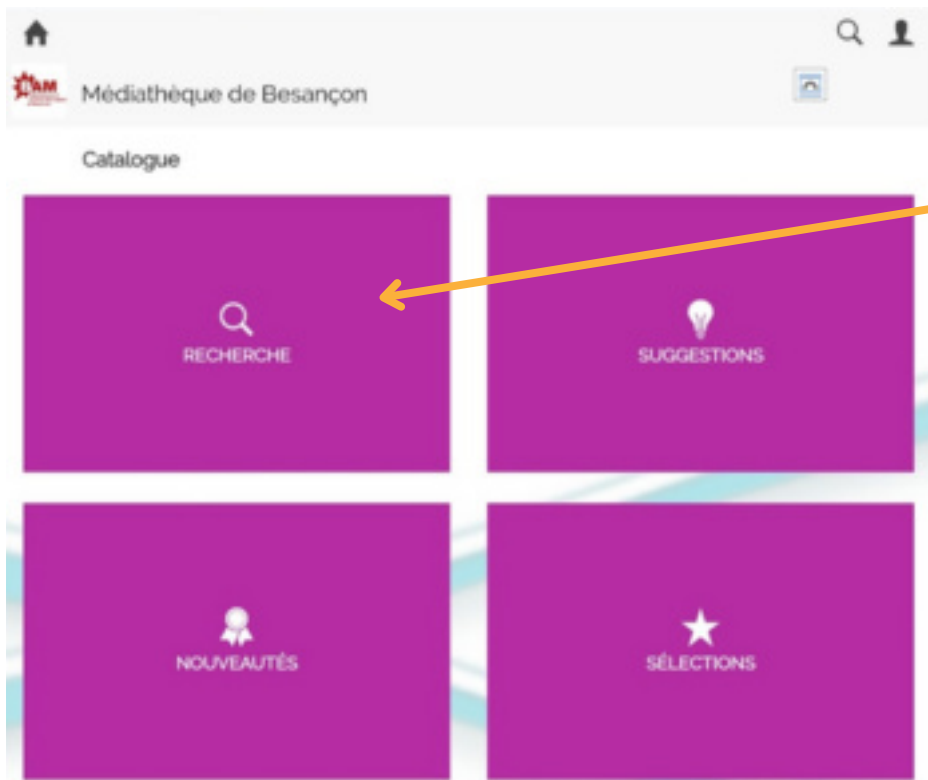 Médiathèque de Besançon
Catalogue
RECHERCHE
SUGGESTIONS
NOUVEAUTÉS
SÉLECTIONS